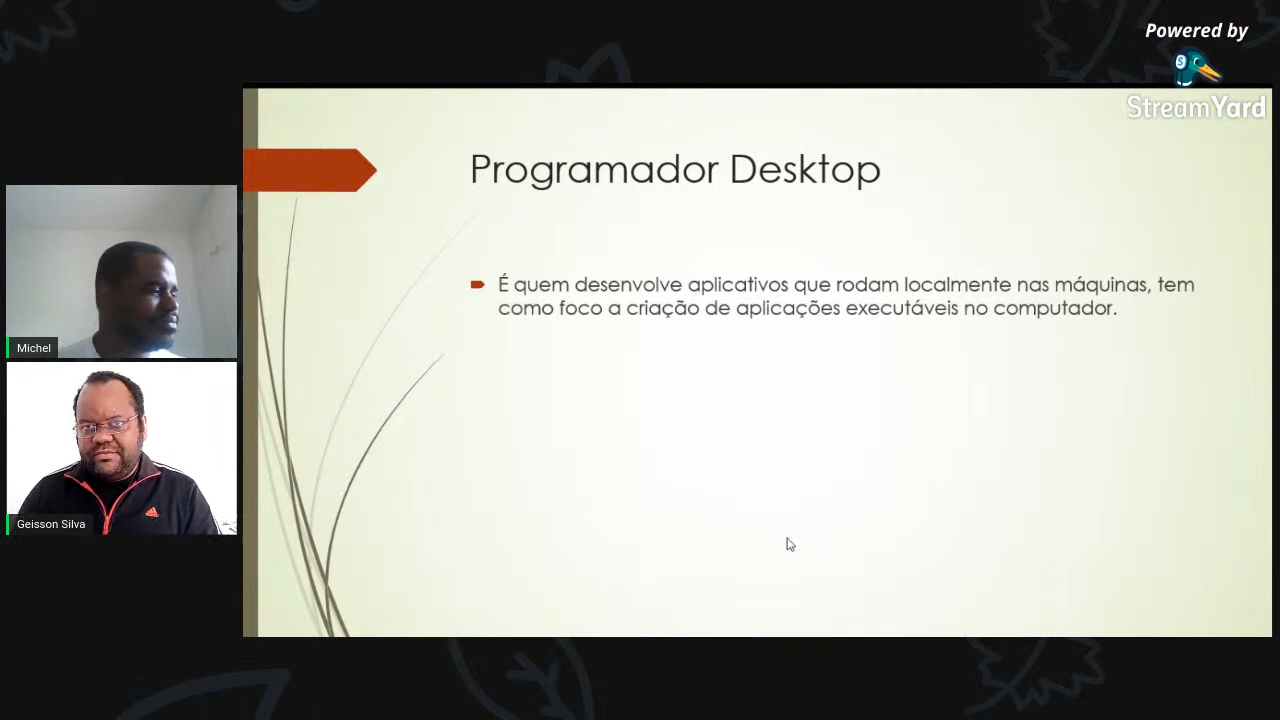 Powered by
StreamYard
Programador Desktop
É quem desenvolve aplicativos que rodam localmente nas máquinas, tem
como foco a criação de aplicações executáveis no computador.
Michel
Geisson Silva